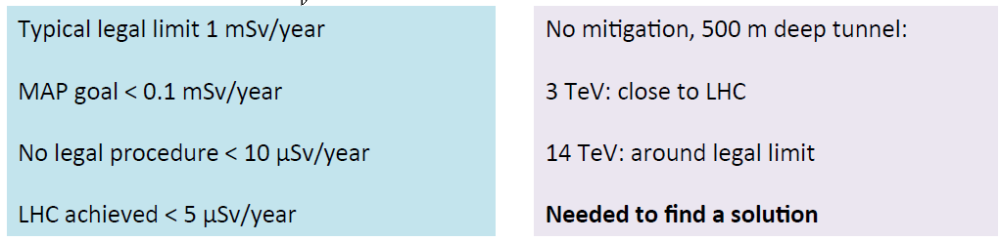 Typical legal limit 1 mSv/year
MAP goal < 0.1 mSv/year
No legal procedure < 10 μSv/year
LHC achieved < 5 μSv/year
No mitigation, 500 m deep tunnel:
3 TeV: close to LHC
14 TeV: around legal limit
Needed to find a solution